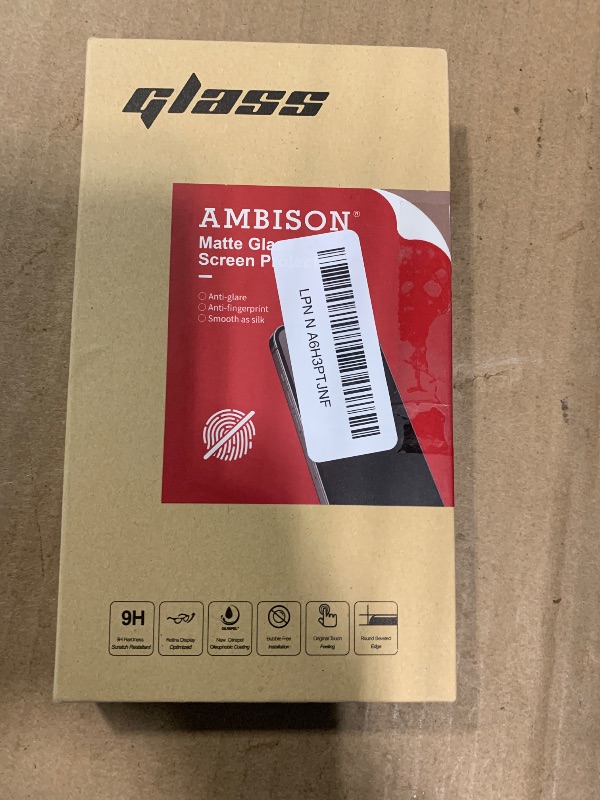 glass
AMBISON®
Matte Gla
Screen P
Anti-glare
Anti-fingerprint
Smooth as silk
LPN N A6H3PTJNF
9H
9H Hardness
Scratch Resistant
Retina Display
Optimized
Oleophobic Coating
Bubble Free
Installation
Original Touch
Feeling
Round Beveled
Edge